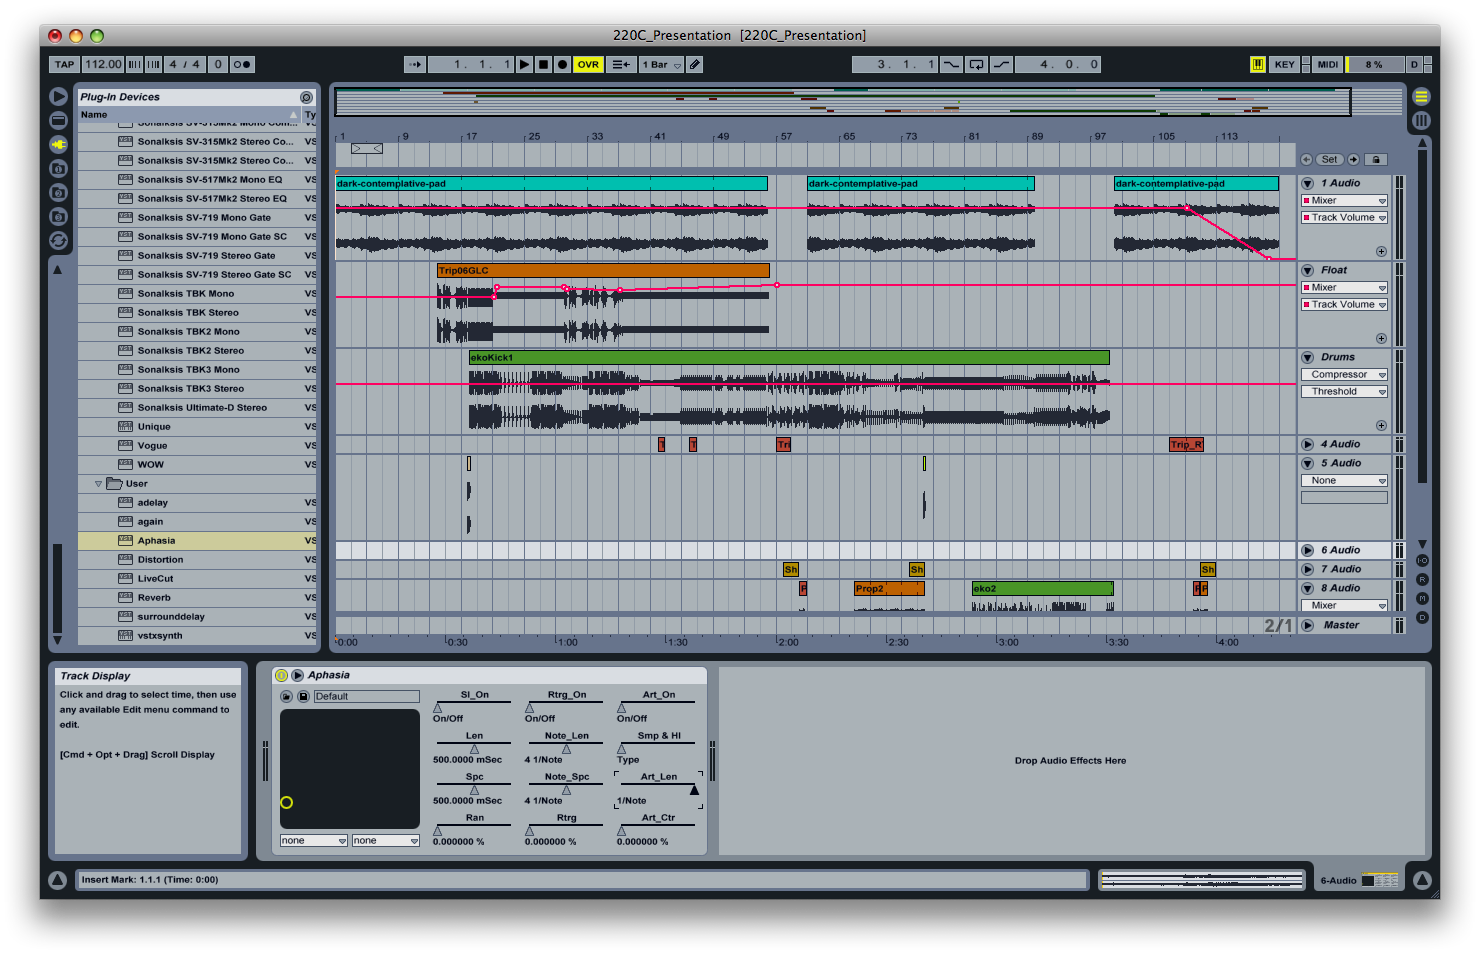 220C_Presentation [220C_Presentation]
TAP 112.00 4 / 4 0 1. 1. 1 OVR 1 Bar 3. 1. 1 4. 0. 0 KEY MIDI 8 % D
Plug-In Devices
Name Ty
Sonalksis SV-315Mk2 Mono Com...
Sonalksis SV-315Mk2 Stereo Co... VS
Sonalksis SV-315Mk2 Stereo Co... VS
Sonalksis SV-517Mk2 Mono EQ VS
Sonalksis SV-517Mk2 Stereo EQ VS
Sonalksis SV-719 Mono Gate VS
Sonalksis SV-719 Mono Gate SC VS
Sonalksis SV-719 Stereo Gate VS
Sonalksis SV-719 Stereo Gate SC VS
Sonalksis TBK Mono VS
Sonalksis TBK Stereo VS
Sonalksis TBK2 Mono VS
Sonalksis TBK2 Stereo VS
Sonalksis TBK3 Mono VS
Sonalksis TBK3 Stereo VS
Sonalksis Ultimate-D Stereo VS
Unique VS
Vogue VS
WOW VS
User
adelay VS
again VS
Aphasia VS
Distortion VS
LiveCut VS
Reverb VS
surrounddelay VS
vstxsynth VS
1 9 17 25 33 41 49 57 65 73 81 89 97 105 113
Set
dark-contemplative-pad dark-contemplative-pad dark-contemplative-pad
1 Audio
Mixer
Track Volume
Trip06GLC
Float
Mixer
Track Volume
ekoKick1
Drums
Compressor
Threshold
T T Tri Trip_R
4 Audio
5 Audio
None
6 Audio
Sh Sh Sh
7 Audio
P Prop2 eko2 F P
8 Audio
Mixer
2/1
Master
0:00 0:30 1:00 1:30 2:00 2:30 3:00 3:30 4:00
R
M
D
Track Display
Click and drag to select time, then use
any available Edit menu command to
edit.
[Cmd + Opt + Drag] Scroll Display
Aphasia
Default
none none
Sl_On Rtrg_On Art_On
On/Off On/Off On/Off
Len Note_Len Smp & Hl
500.0000 mSec 4 1/Note Type
Spc Note_Spc Art_Len
500.0000 mSec 4 1/Note 1/Note
Ran Rtrg Art_Ctr
0.000000 % 0.000000 % 0.000000 %
Drop Audio Effects Here
Insert Mark: 1.1.1 (Time: 0:00)
6-Audio